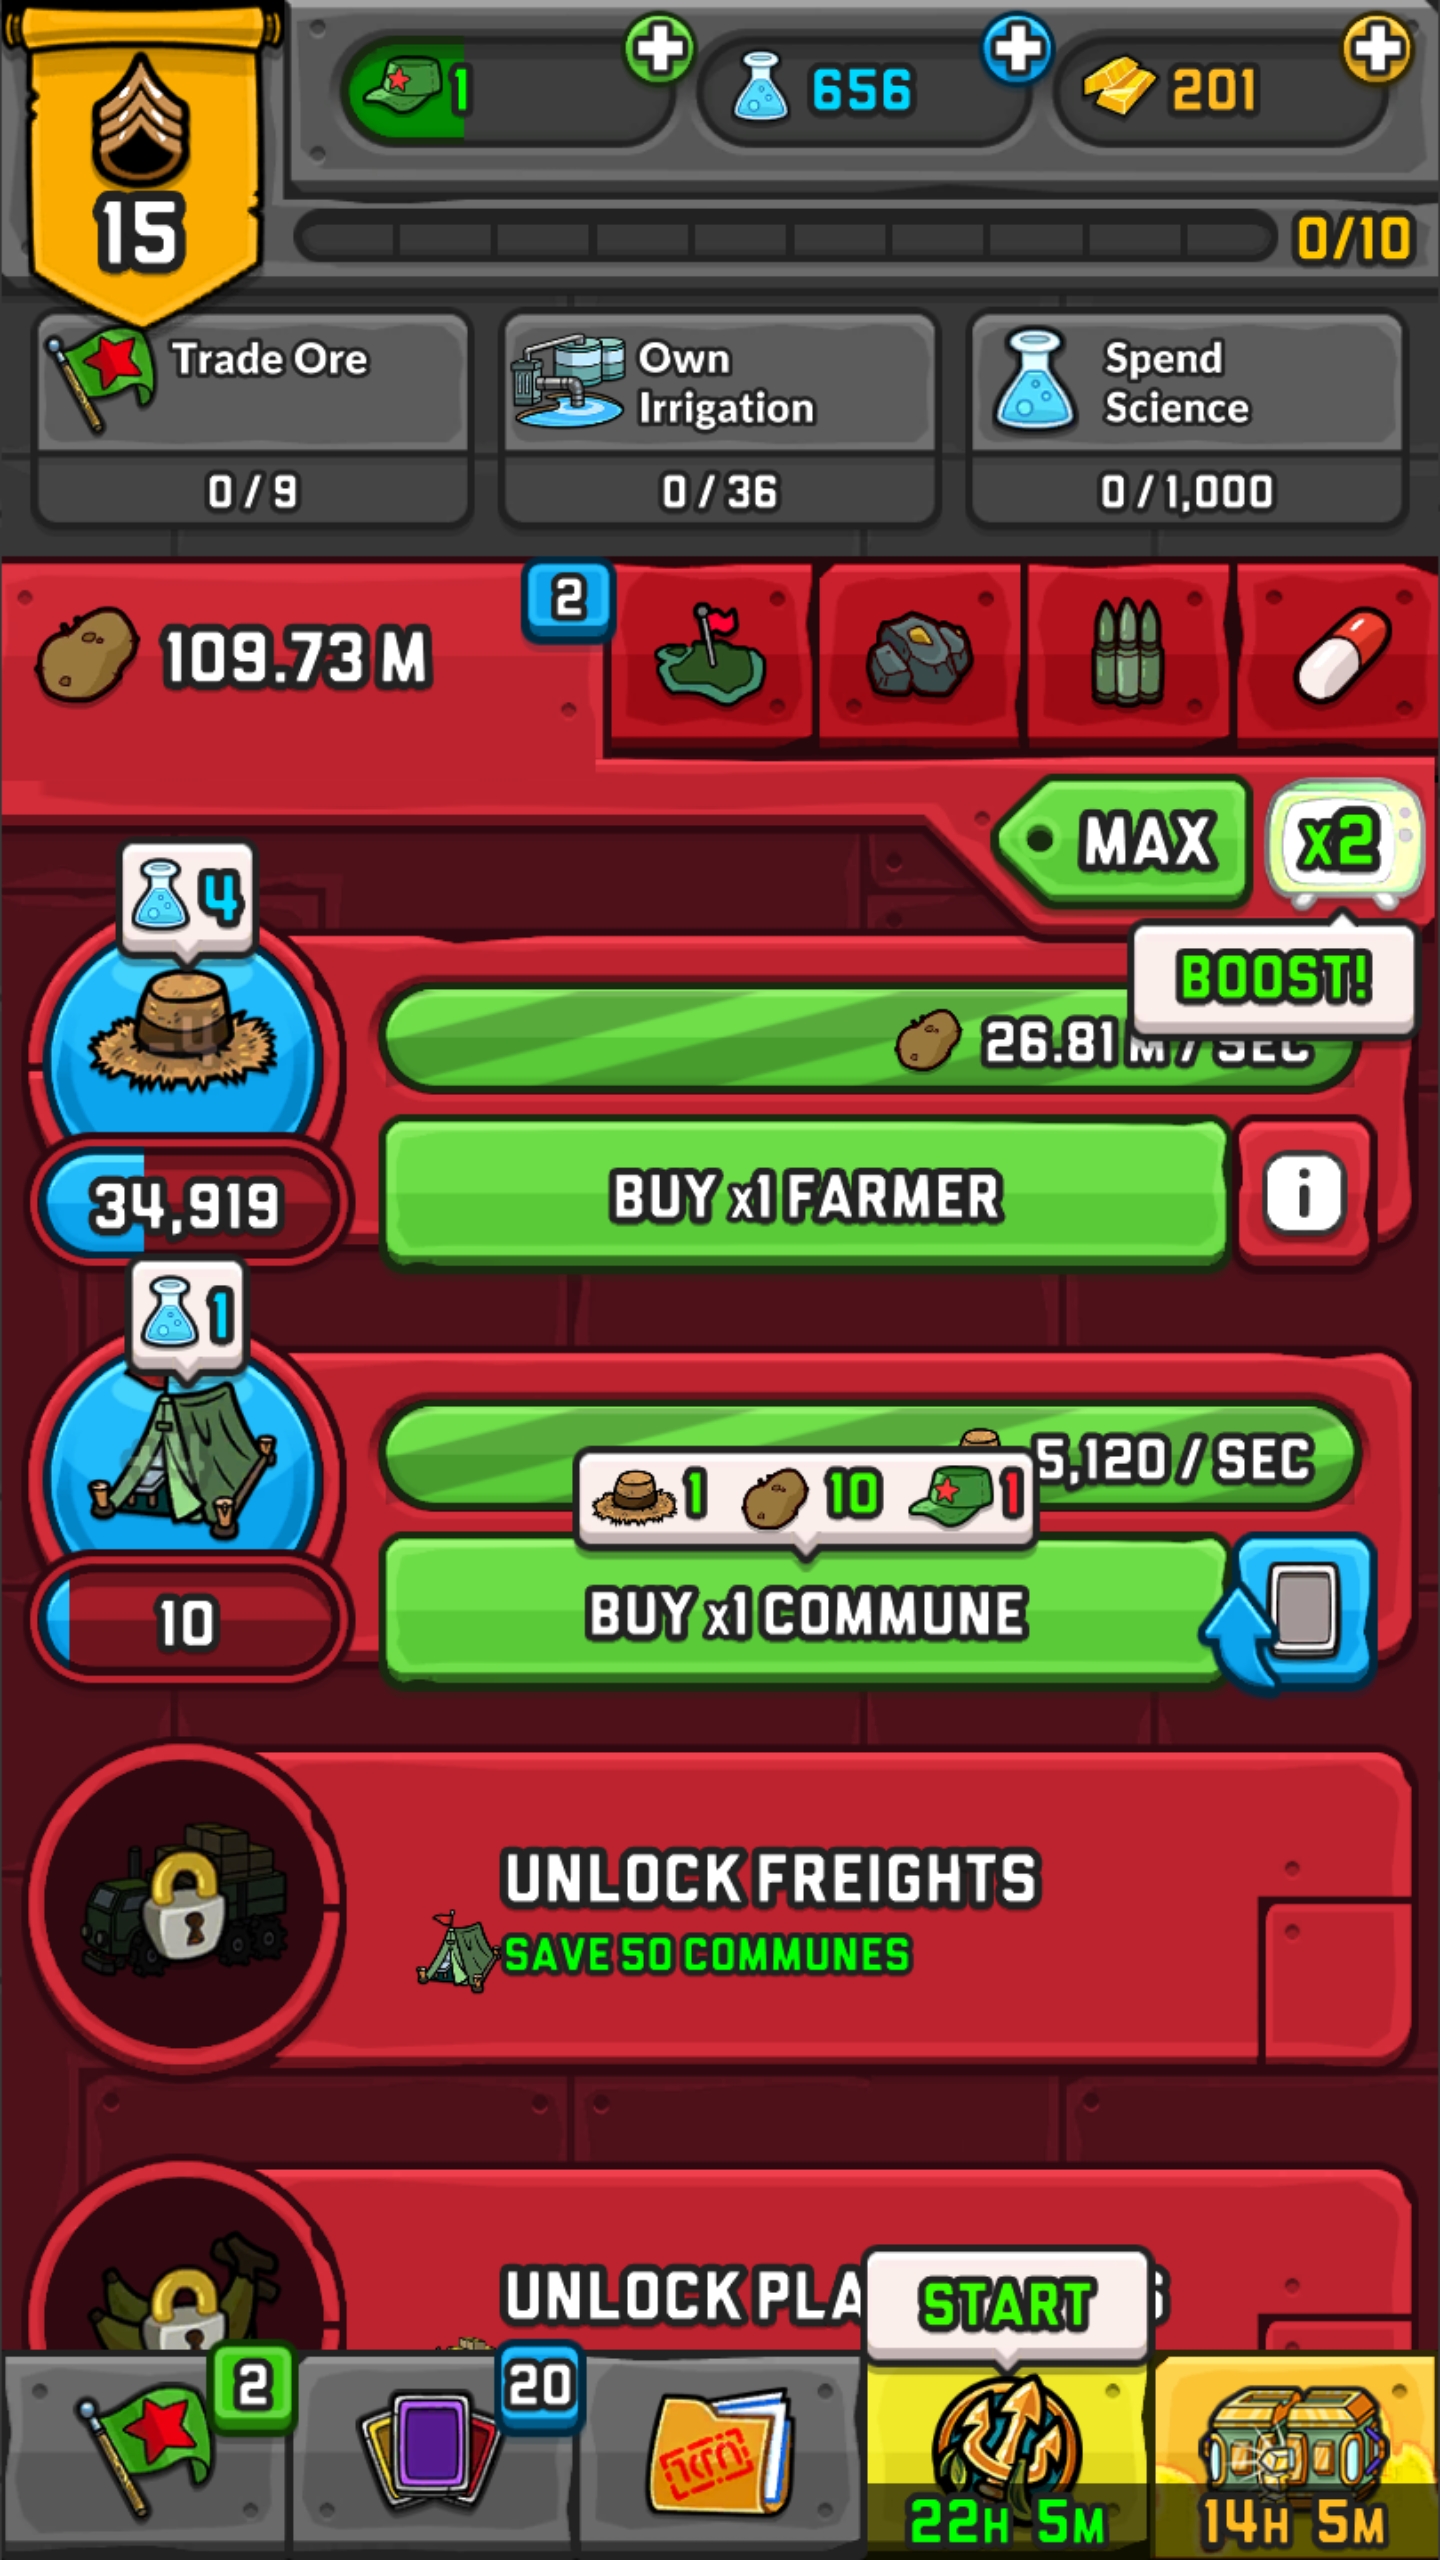 1
656
201
15
0/10
Trade Ore
0 / 9
Own
Irrigation
0 / 36
Spend
Science
0 / 1,000
109.73 M
2
MAX
x2
BOOST!
4
26.81 M / SEC
34,919
BUY x1 FARMER
i
1
5,120 / SEC
1 10 1
10
BUY x1 COMMUNE
UNLOCK FREIGHTS
SAVE 50 COMMUNES
UNLOCK
START
2
20
22H 5M
14H 5M